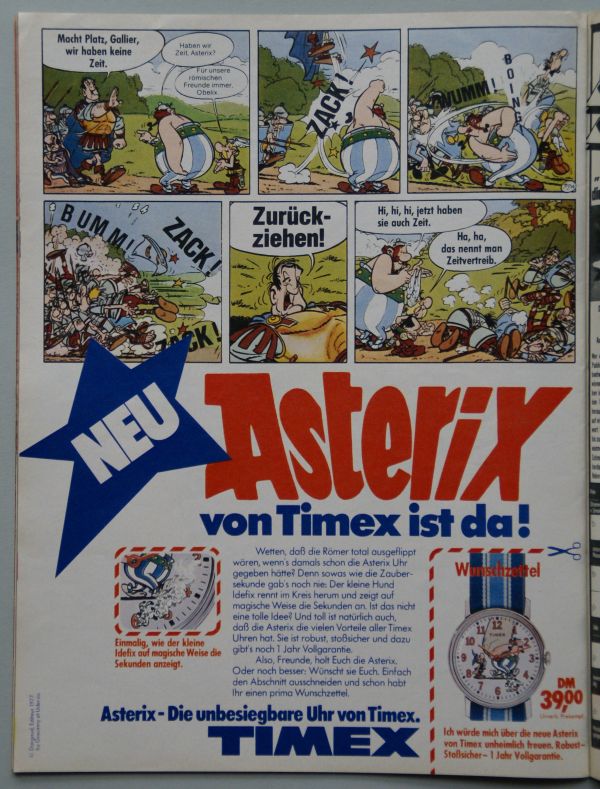 Macht Platz, Gallier,
wir haben keine
Zeit.
Haben wir
Zeit, Asterix?
Für unsere
römischen
Freunde immer,
Obelix.
ZACK!
WUMM!
BOING
BUMM!
ZACK!
ZACK!
Zurück-
ziehen!
Hi, hi, hi, jetzt haben
sie auch Zeit.
Ha, ha,
das nennt man
Zeitvertreib.
NEU
Asterix
von Timex ist da!
Wetten, daß die Römer total ausgeflippt
wären, wenn's damals schon die Asterix Uhr
gegeben hätte? Denn sowas wie die Zauber-
sekunde gab's noch nie: Der kleine Hund
Idefix rennt im Kreis herum und zeigt auf
magische Weise die Sekunden an. Ist das nicht
eine tolle Idee? Und toll ist natürlich auch,
daß die Asterix die vielen Vorteile aller Timex
Uhren hat. Sie ist robust, stoßsicher und dazu
gibt's noch 1 Jahr Vollgarantie.
Also, Freunde, holt Euch die Asterix.
Oder noch besser: Wünscht sie Euch. Einfach
den Abschnitt ausschneiden und schon habt
Ihr einen prima Wunschzettel.
Einmalig, wie der kleine
Idefix auf magische Weise die
Sekunden anzeigt.
Asterix - Die unbesiegbare Uhr von Timex.
TIMEX
Wunschzettel
TIMEX
DM
39,00
Ich würde mich über die neue Asterix
von Timex unheimlich freuen. Robust-
Stoßsicher - 1 Jahr Vollgarantie.
© Dargaud Editeur 1977